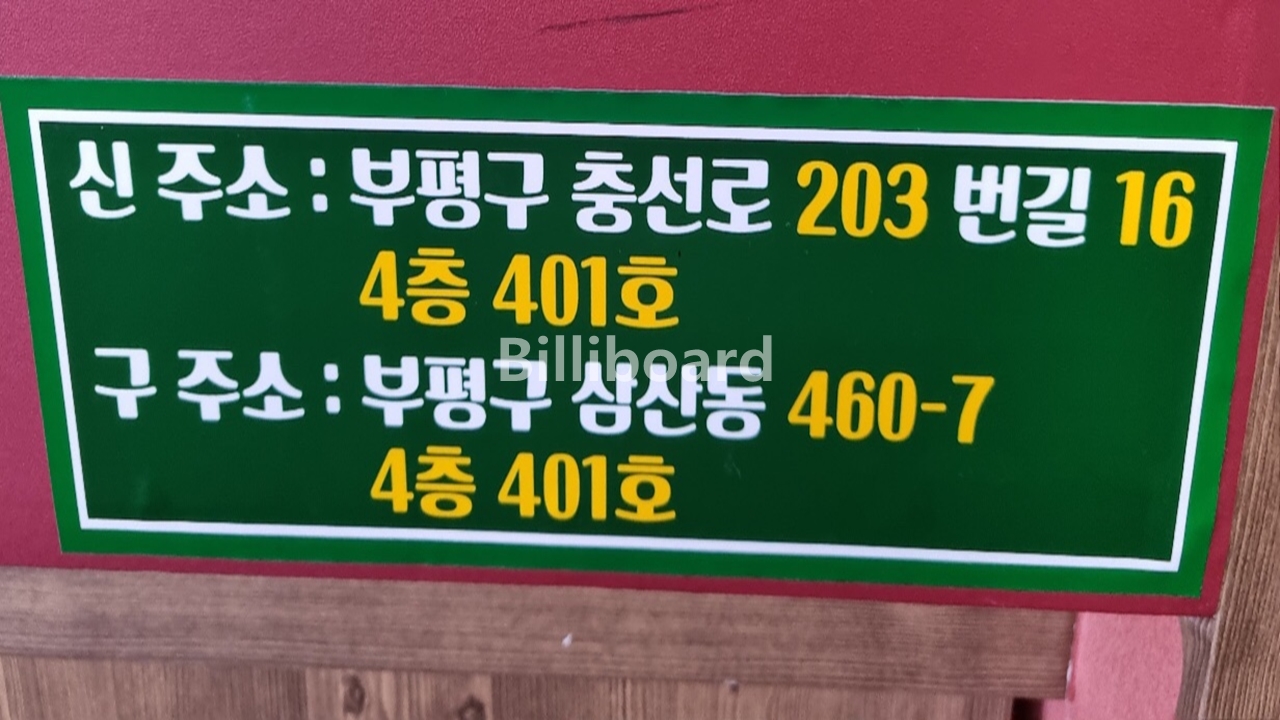 신 주소 : 부평구 충선로 203 번길 16
4층 401호
Billiboard
구 주소 : 부평구 삼산동 460-7
4층 401호